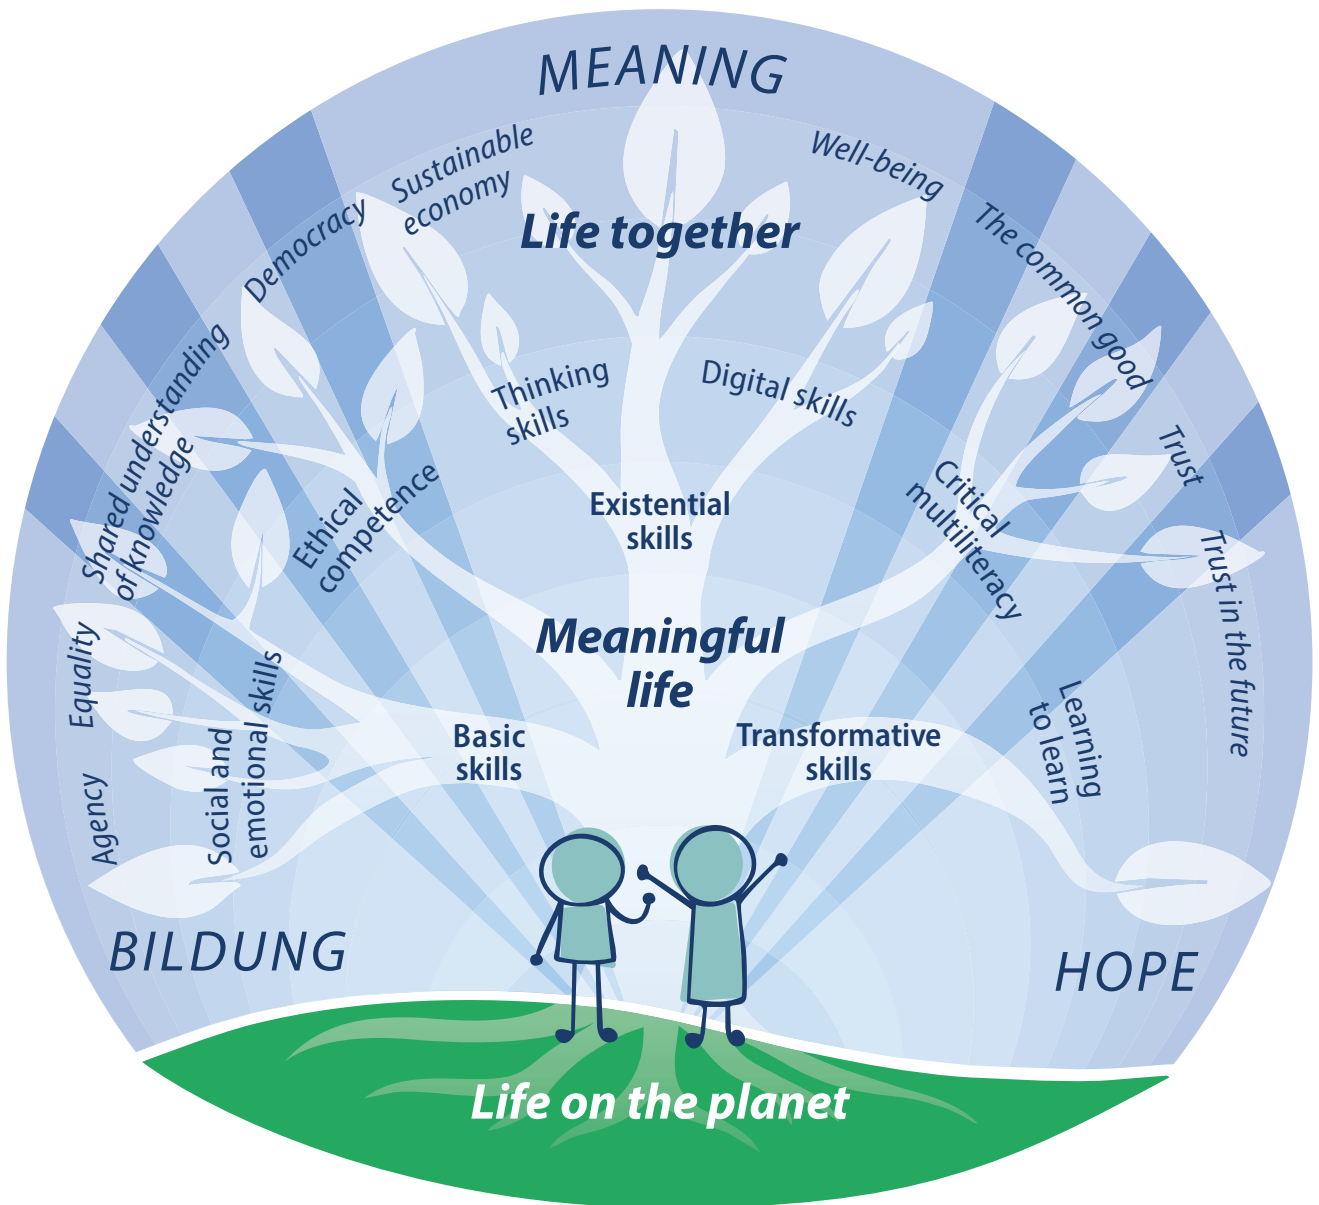 MEANING
Sustainable
economy
Well-being
Democracy
The common good
Life together
Shared understanding
of knowledge
Thinking
skills
Digital skills
Trust
Ethical
competence
Existential
skills
Critical
multiliteracy
Trust in the future
Equality
Meaningful
life
Social and
emotional skills
Basic
skills
Transformative
skills
Learning
to learn
Agency
BILDUNG
HOPE
Life on the planet